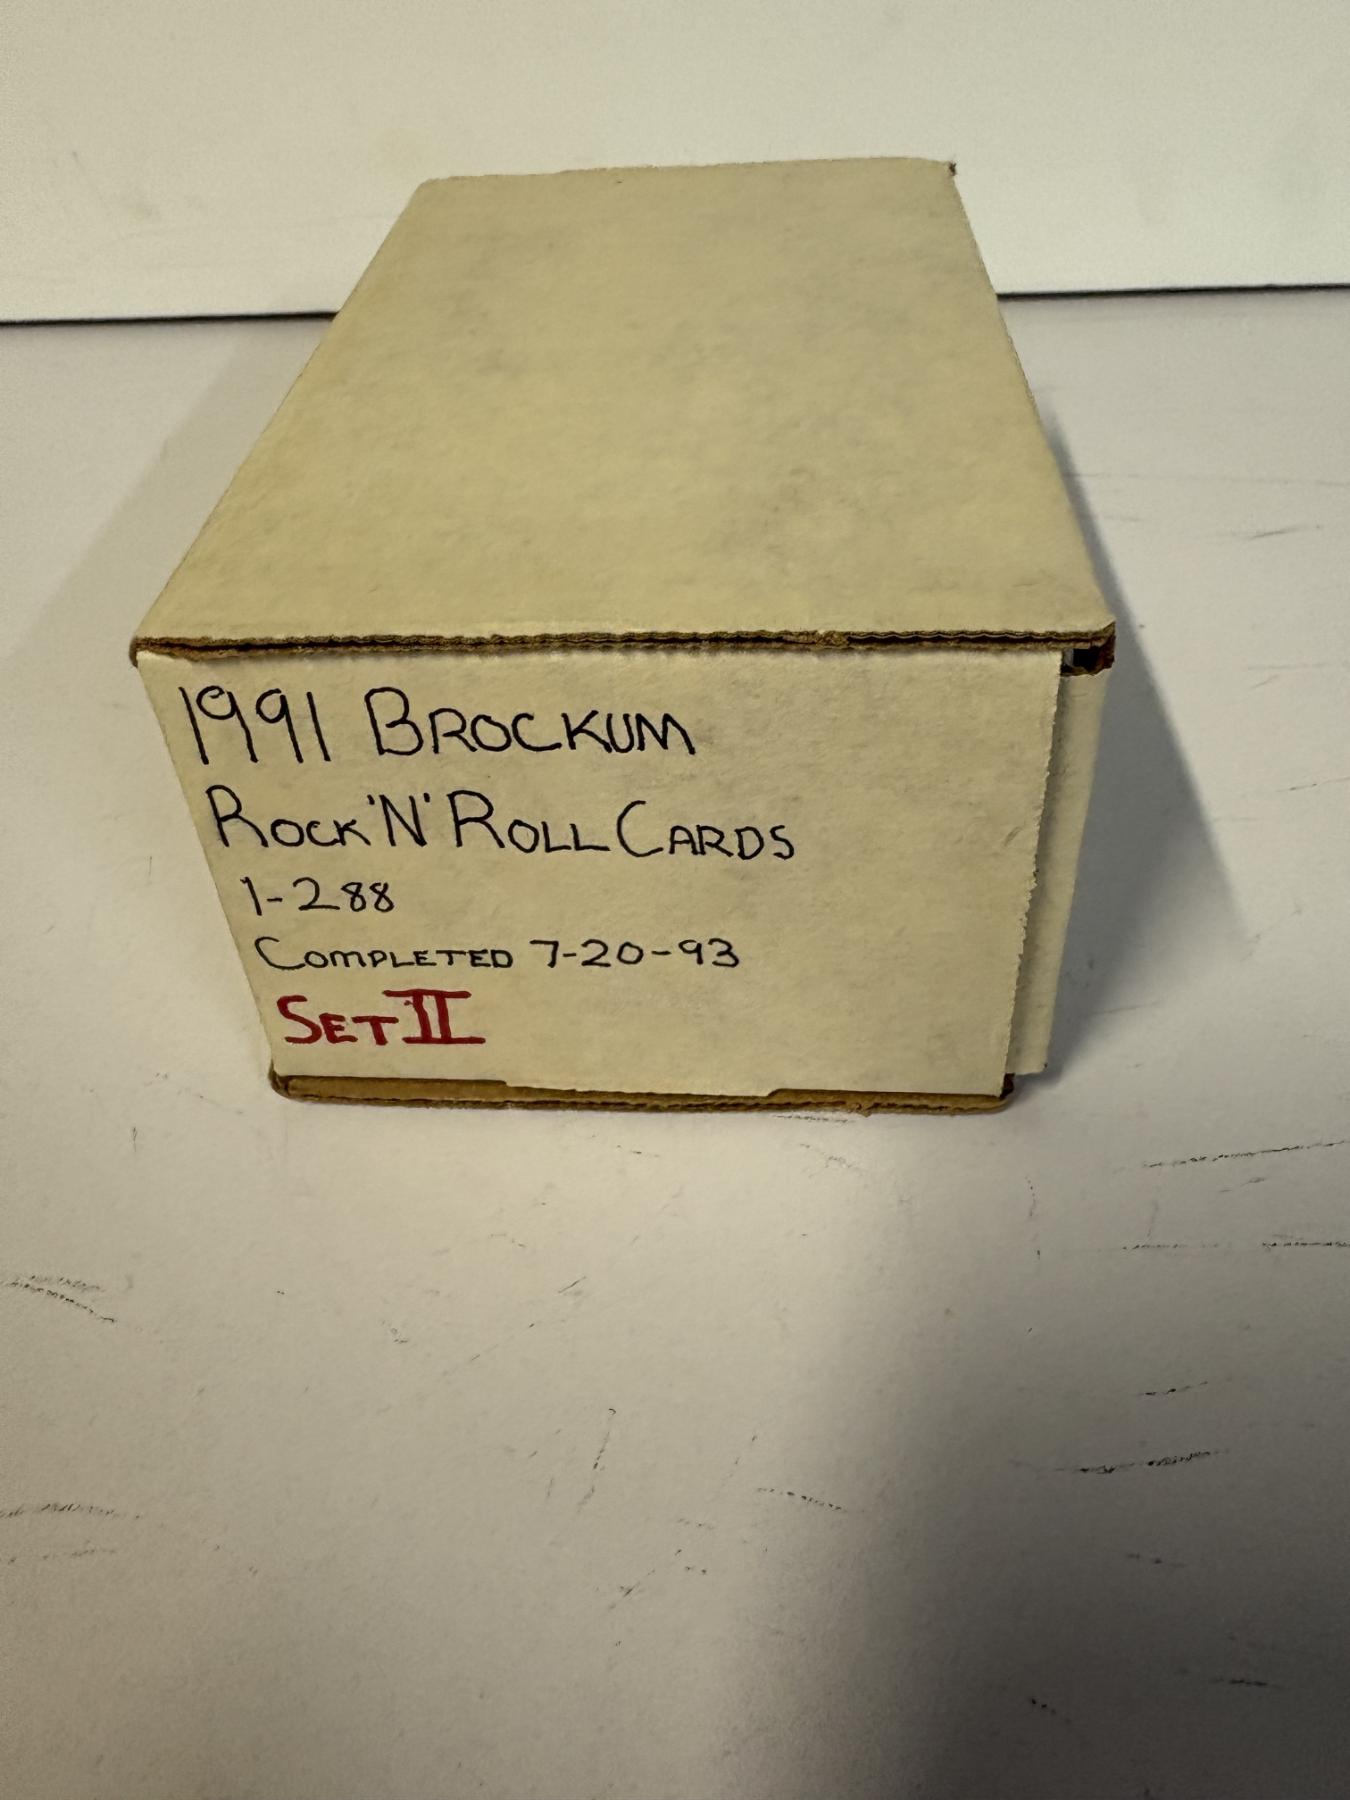 1991 BROCKUM
ROCK 'N' ROLL CARDS
1-288
COMPLETED 7-20-93
SET II